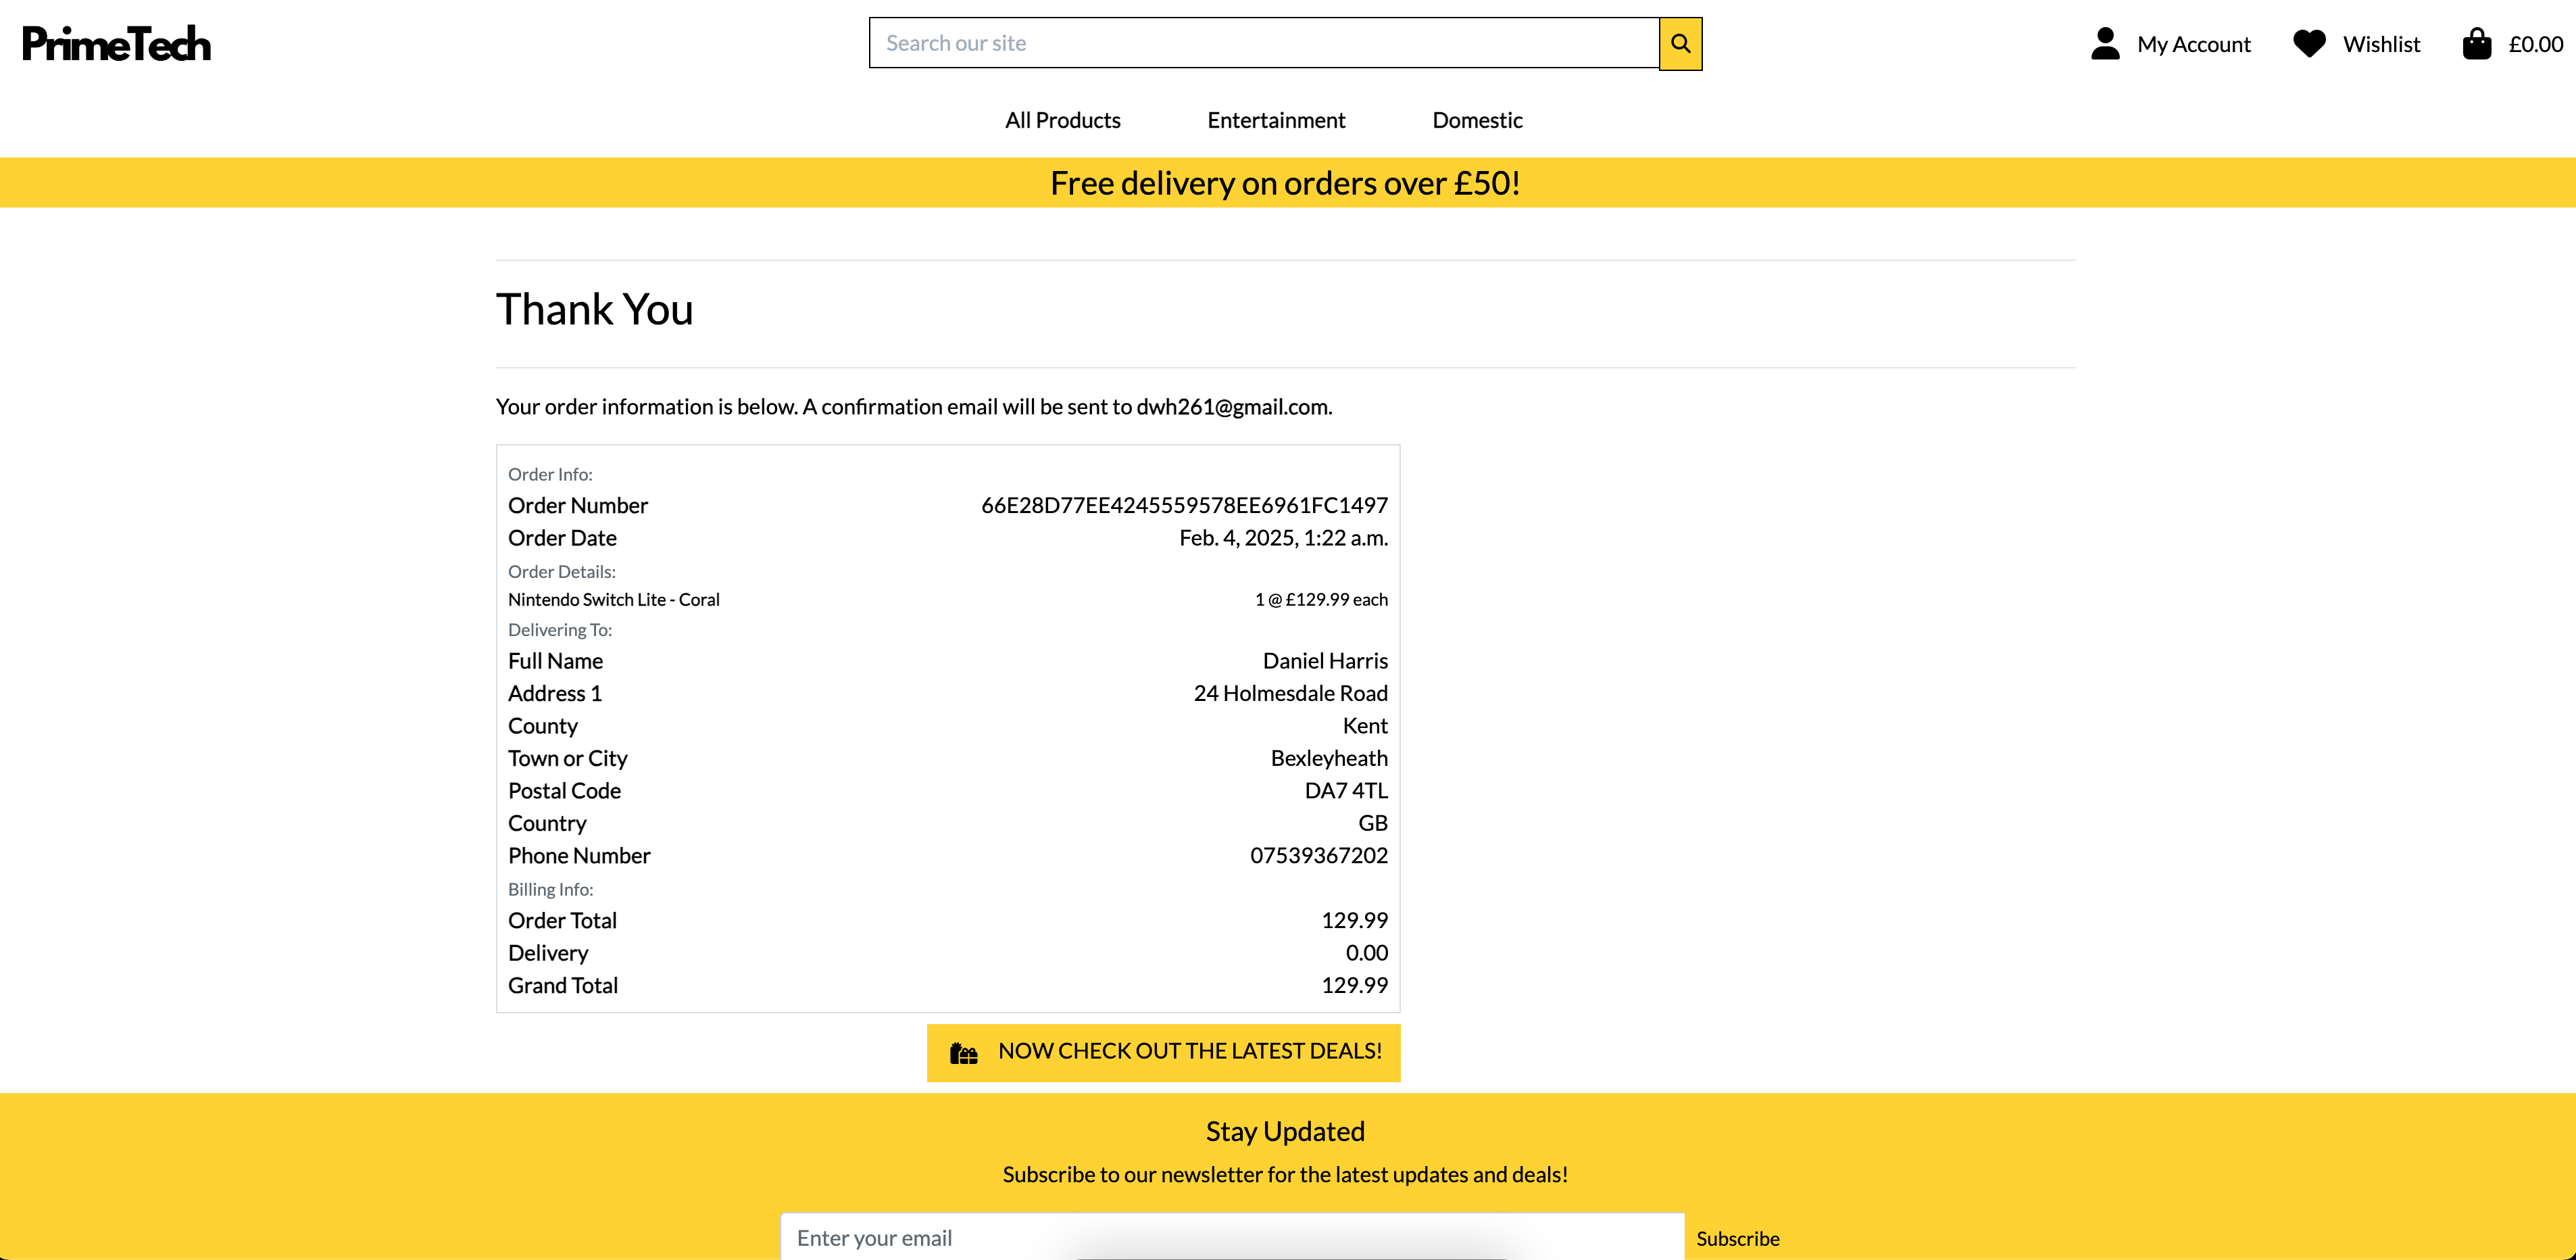 PrimeTech
Search our site
My Account
Wishlist
£0.00
All Products
Entertainment
Domestic
Free delivery on orders over £50!
Thank You
Your order information is below. A confirmation email will be sent to dwh261@gmail.com.
Order Info:
Order Number 66E28D77EE4245559578EE6961FC1497
Order Date Feb. 4, 2025, 1:22 a.m.
Order Details:
Nintendo Switch Lite - Coral 1 @ £129.99 each
Delivering To:
Full Name Daniel Harris
Address 1 24 Holmesdale Road
County Kent
Town or City Bexleyheath
Postal Code DA7 4TL
Country GB
Phone Number 07539367202
Billing Info:
Order Total 129.99
Delivery 0.00
Grand Total 129.99
NOW CHECK OUT THE LATEST DEALS!
Stay Updated
Subscribe to our newsletter for the latest updates and deals!
Enter your email
Subscribe